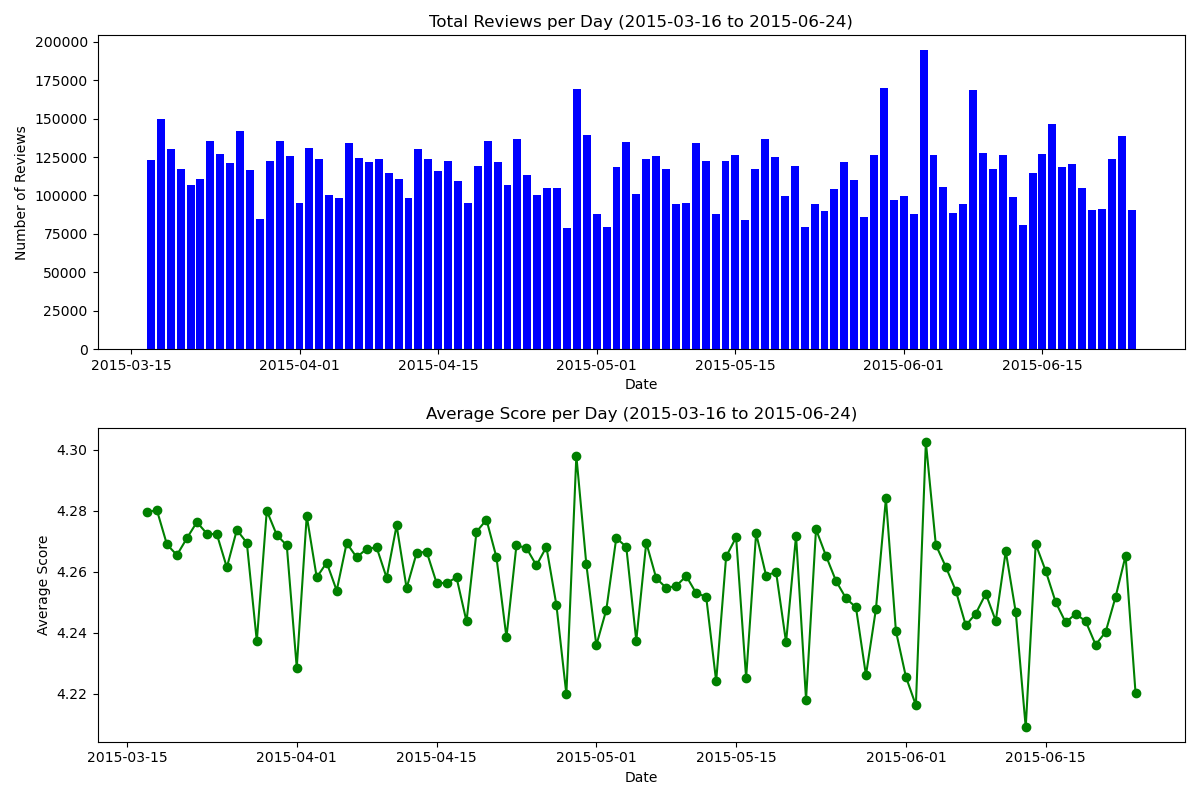 Total Reviews per Day (2015-03-16 to 2015-06-24)
200000
175000
150000
125000
100000
75000
50000
25000
0
Number of Reviews
2015-03-15 2015-04-01 2015-04-15 2015-05-01 2015-05-15 2015-06-01 2015-06-15
Date
Average Score per Day (2015-03-16 to 2015-06-24)
4.30
4.28
4.26
4.24
4.22
Average Score
2015-03-15 2015-04-01 2015-04-15 2015-05-01 2015-05-15 2015-06-01 2015-06-15
Date